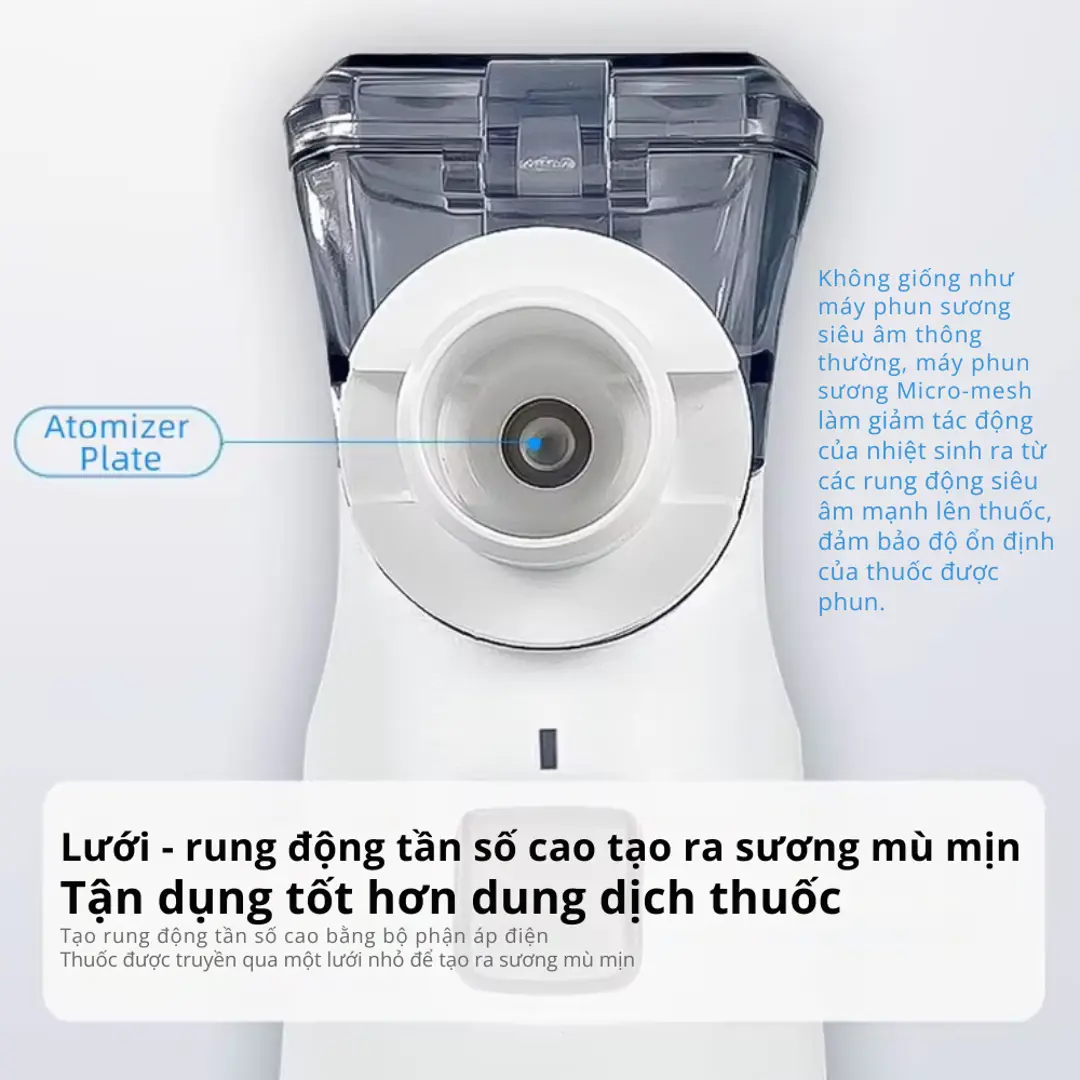 Không giống như
máy phun sương
siêu âm thông
thường, máy phun
sương Micro-mesh
làm giảm tác động
của nhiệt sinh ra từ
các rung động siêu
âm mạnh lên thuốc,
đảm bảo độ ổn định
của thuốc được
phun.
Atomizer
Plate
Lưới - rung động tần số cao tạo ra sương mù mịn
Tận dụng tốt hơn dung dịch thuốc
Tạo rung động tần số cao bằng bộ phận áp điện
Thuốc được truyền qua một lưới nhỏ để tạo ra sương mù mịn